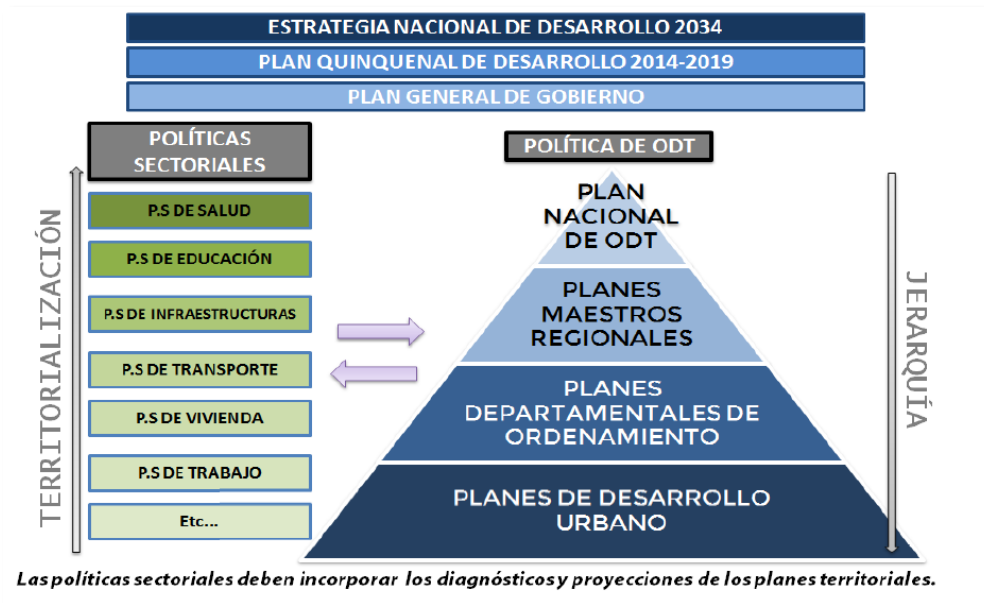 ESTRATEGIA NACIONAL DE DESARROLLO 2034
PLAN QUINQUENAL DE DESARROLLO 2014-2019
PLAN GENERAL DE GOBIERNO
POLÍTICAS
SECTORIALES
P.S DE SALUD
P.S DE EDUCACIÓN
P.S DE INFRAESTRUCTURAS
P.S DE TRANSPORTE
P.S DE VIVIENDA
P.S DE TRABAJO
Etc...
TERRITORIALIZACIÓN
POLÍTICA DE ODT
PLAN
NACIONAL
DE ODT
PLANES
MAESTROS
REGIONALES
PLANES
DEPARTAMENTALES DE
ORDENAMIENTO
PLANES DE DESARROLLO
URBANO
JERARQUÍA
Las políticas sectoriales deben incorporar los diagnósticos y proyecciones de los planes territoriales.